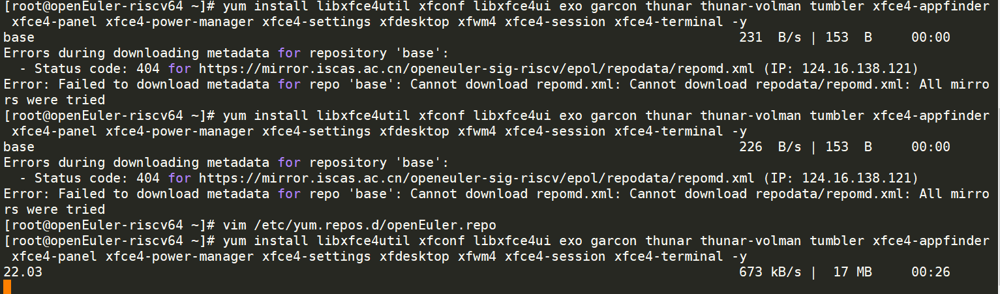 [root@openEuler-riscv64 ~]# yum install libxfce4util xfconf libxfce4ui exo garcon thunar thunar-volman tumbler xfce4-appfinder
 xfce4-panel xfce4-power-manager xfce4-settings xfdesktop xfwm4 xfce4-session xfce4-terminal -y
base 231 B/s | 153 B 00:00
Errors during downloading metadata for repository 'base':
  - Status code: 404 for https://mirror.iscas.ac.cn/openeuler-sig-riscv/epol/repodata/repomd.xml (IP: 124.16.138.121)
Error: Failed to download metadata for repo 'base': Cannot download repomd.xml: Cannot download repodata/repomd.xml: All mirro
rs were tried
[root@openEuler-riscv64 ~]# yum install libxfce4util xfconf libxfce4ui exo garcon thunar thunar-volman tumbler xfce4-appfinder
 xfce4-panel xfce4-power-manager xfce4-settings xfdesktop xfwm4 xfce4-session xfce4-terminal -y
base 226 B/s | 153 B 00:00
Errors during downloading metadata for repository 'base':
  - Status code: 404 for https://mirror.iscas.ac.cn/openeuler-sig-riscv/epol/repodata/repomd.xml (IP: 124.16.138.121)
Error: Failed to download metadata for repo 'base': Cannot download repomd.xml: Cannot download repodata/repomd.xml: All mirro
rs were tried
[root@openEuler-riscv64 ~]# vim /etc/yum.repos.d/openEuler.repo
[root@openEuler-riscv64 ~]# yum install libxfce4util xfconf libxfce4ui exo garcon thunar thunar-volman tumbler xfce4-appfinder
 xfce4-panel xfce4-power-manager xfce4-settings xfdesktop xfwm4 xfce4-session xfce4-terminal -y
22.03 673 kB/s | 17 MB 00:26